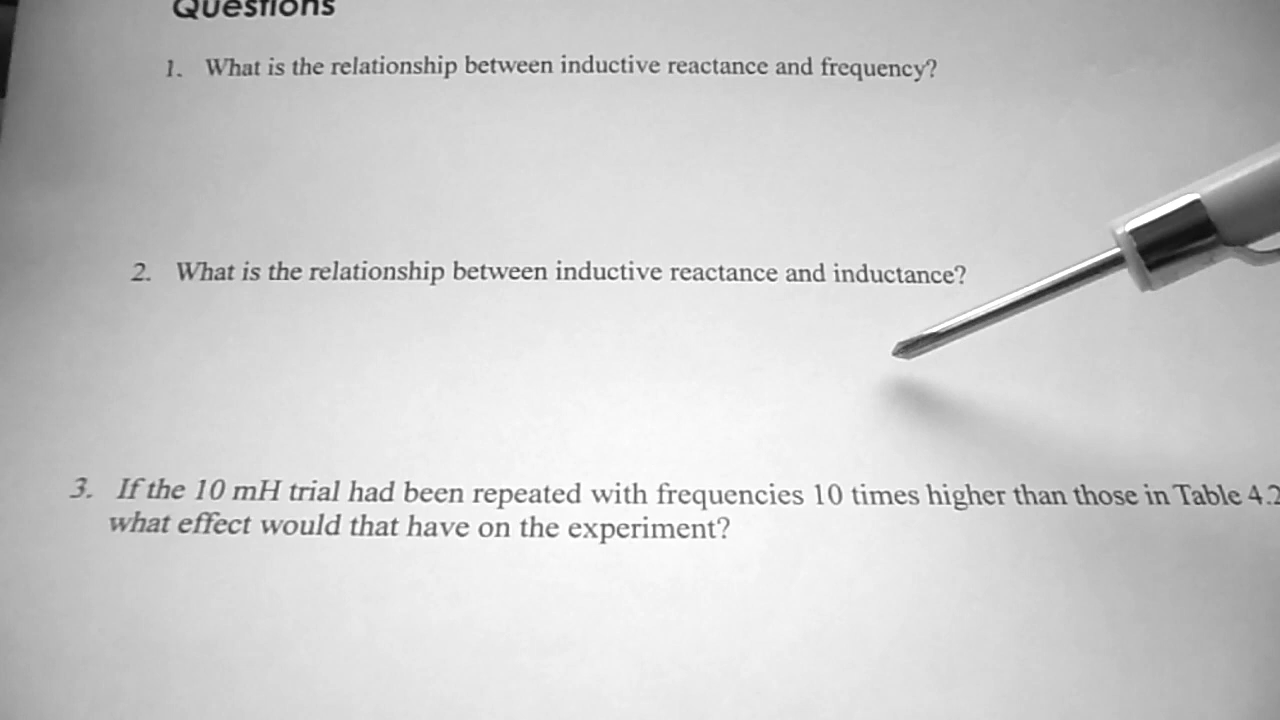 Questions
1. What is the relationship between inductive reactance and frequency?
2. What is the relationship between inductive reactance and inductance?
3. If the 10 mH trial had been repeated with frequencies 10 times higher than those in Table 4.2
what effect would that have on the experiment?